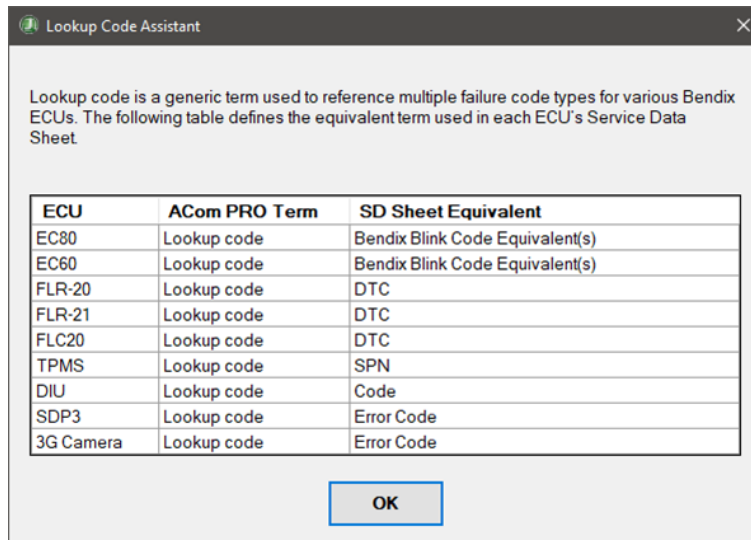 Lookup Code Assistant
Lookup code is a generic term used to reference multiple failure code types for various Bendix
ECUs. The following table defines the equivalent term used in each ECU's Service Data
Sheet.
ECU ACom PRO Term SD Sheet Equivalent
EC80 Lookup code Bendix Blink Code Equivalent(s)
EC60 Lookup code Bendix Blink Code Equivalent(s)
FLR-20 Lookup code DTC
FLR-21 Lookup code DTC
FLC20 Lookup code DTC
TPMS Lookup code SPN
DIU Lookup code Code
SDP3 Lookup code Error Code
3G Camera Lookup code Error Code
OK